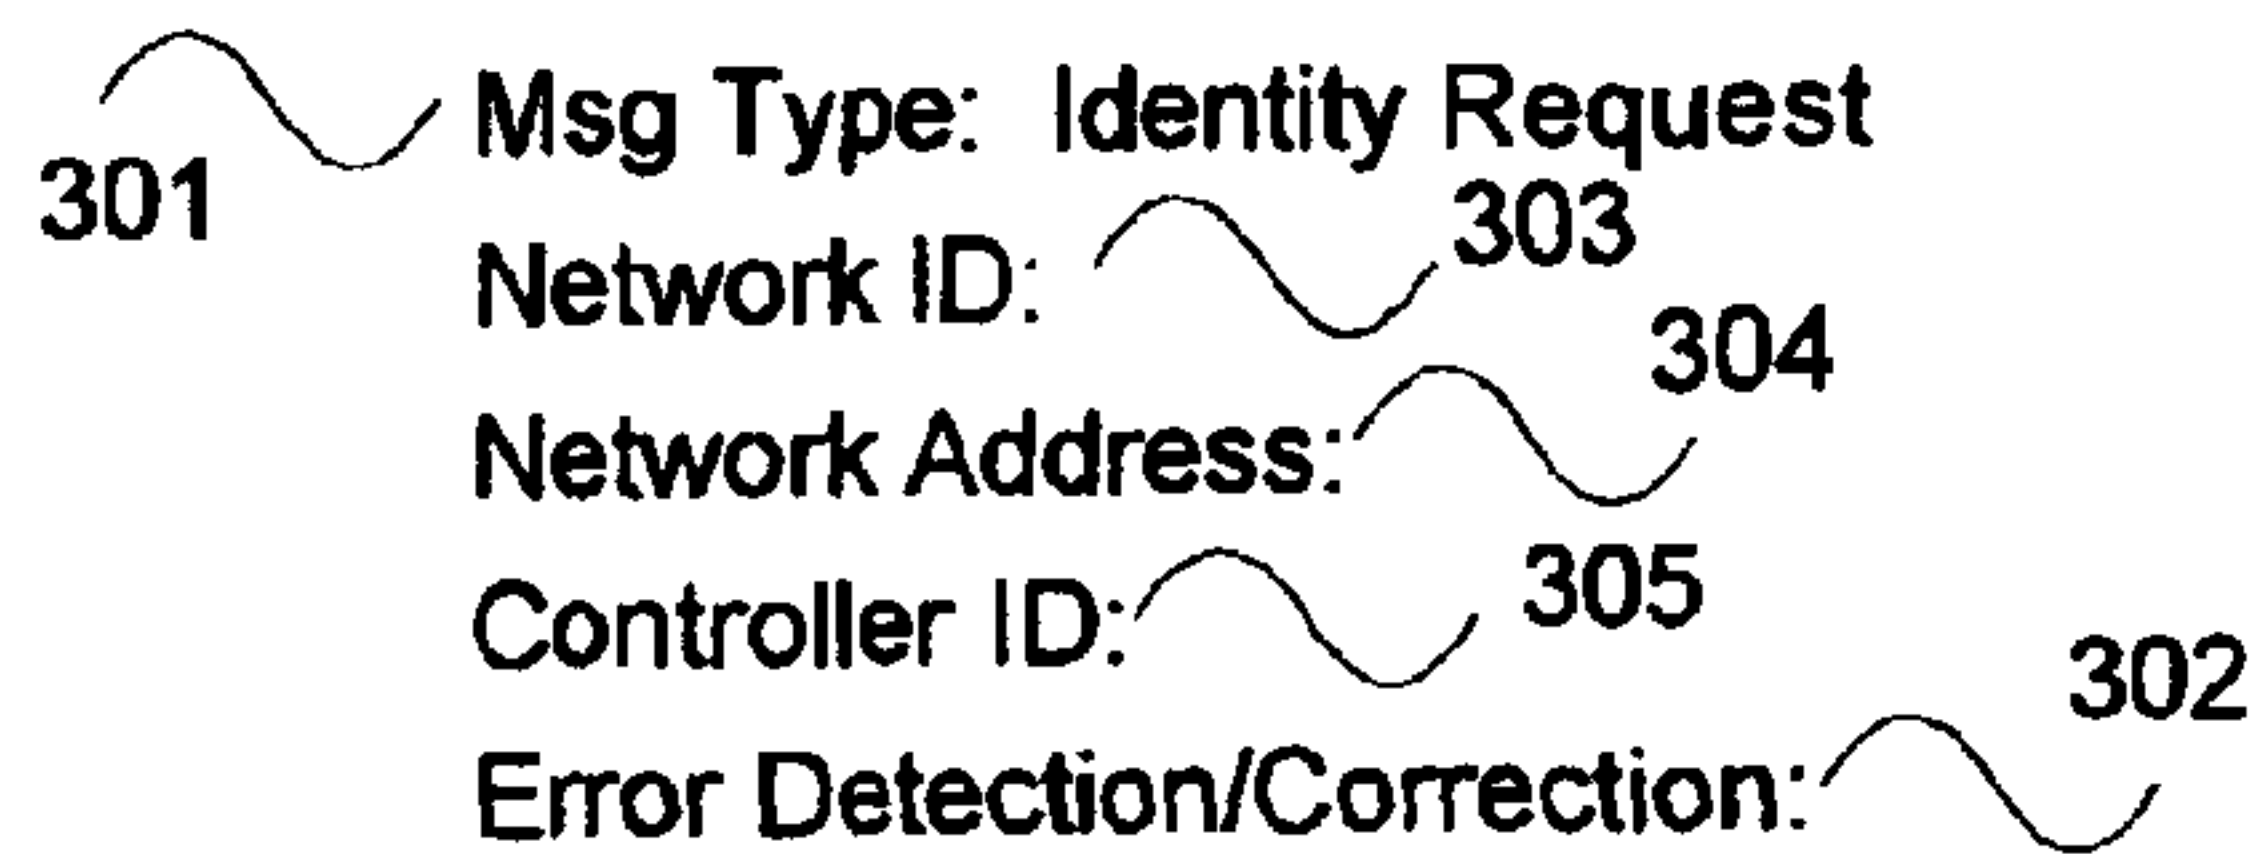 Msg Type: Identity Request
301
Network ID: 303
304
Network Address:
Controller ID: 305
302
Error Detection/Correction: